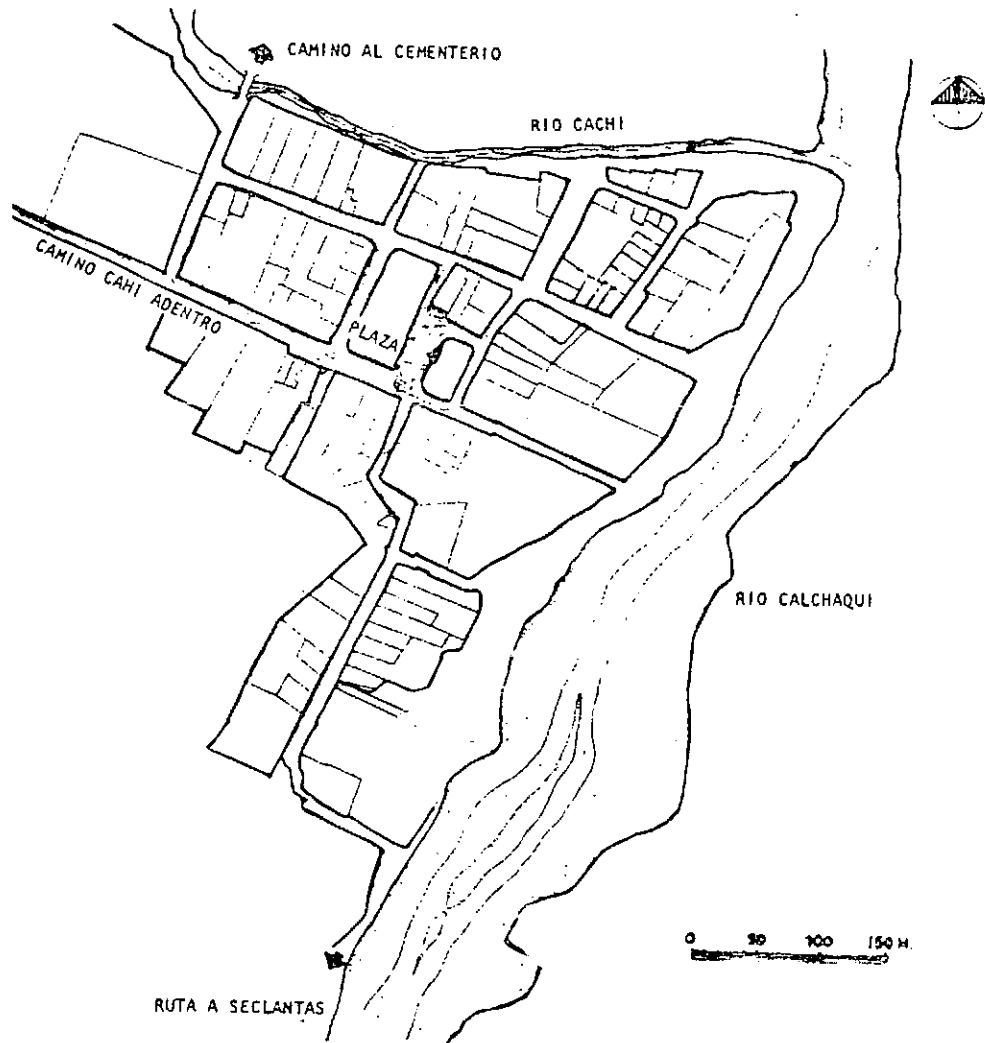 CAMINO AL CEMENTERIO
RIO CACHI
CAMINO CAHI ADENTRO
PLAZA
RIO CALCHAQUI
0 50 100 150 M.
RUTA A SECLANTAS